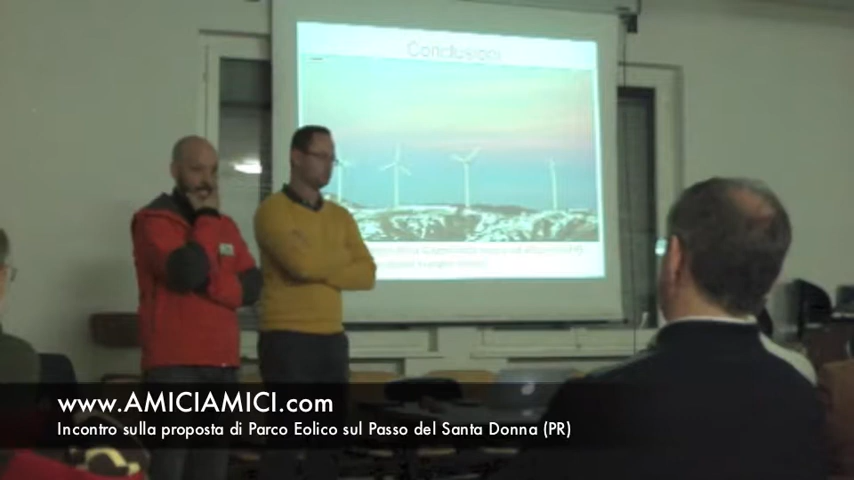 Conclusioni
www.AMICIAMICI.com
Incontro sulla proposta di Parco Eolico sul Passo del Santa Donna (PR)